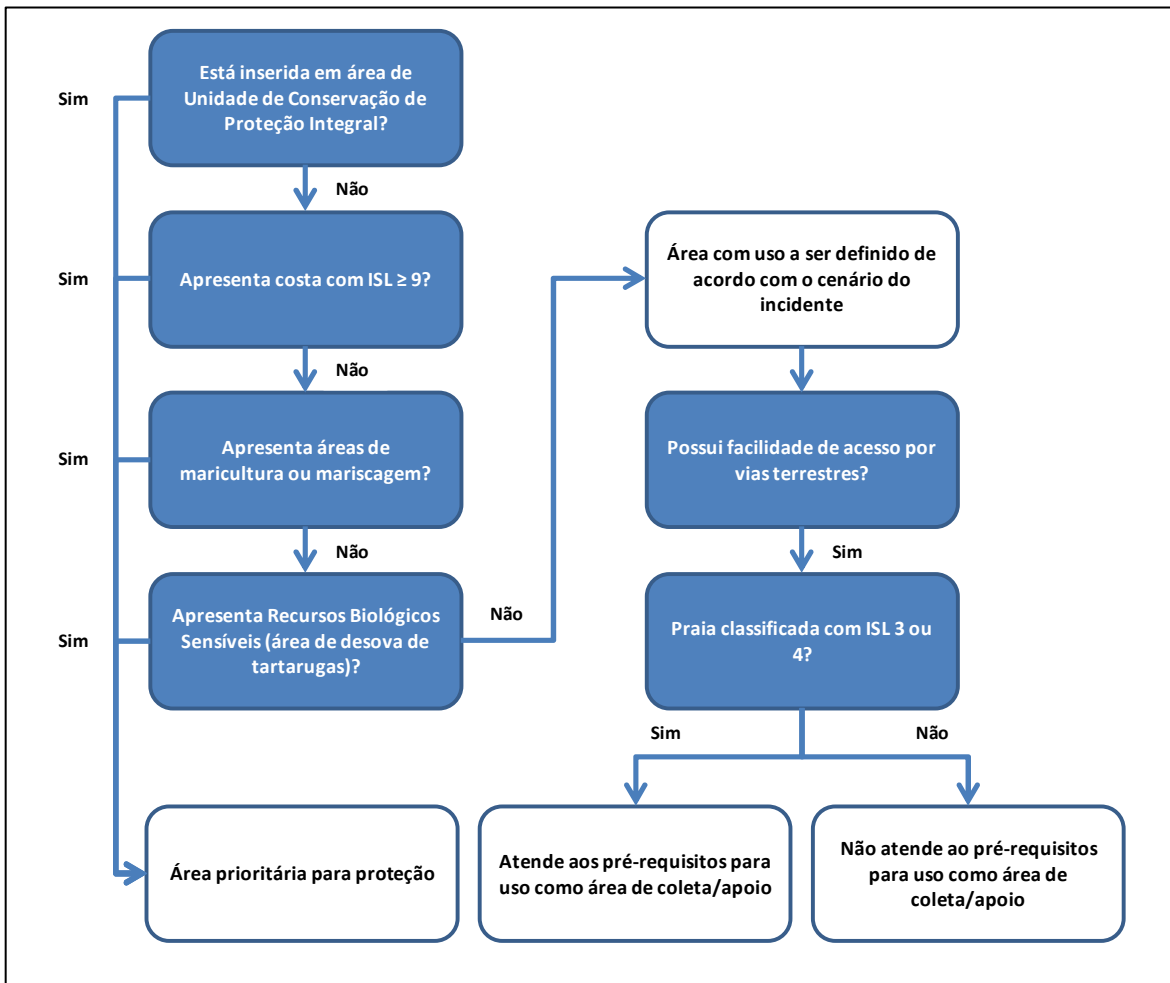 Está inserida em área de
Unidade de Conservação de
Proteção Integral?
Sim
Não
Apresenta costa com ISL ≥ 9?
Sim
Não
Apresenta áreas de
maricultura ou mariscagem?
Sim
Não
Apresenta Recursos Biológicos
Sensíveis (área de desova de
tartarugas)?
Sim
Não
Área com uso a ser definido de
acordo com o cenário do
incidente
Possui facilidade de acesso por
vias terrestres?
Sim
Praia classificada com ISL 3 ou
4?
Sim
Não
Área prioritária para proteção
Atende aos pré-requisitos para
uso como área de coleta/apoio
Não atende ao pré-requisitos
para uso como área de
coleta/apoio